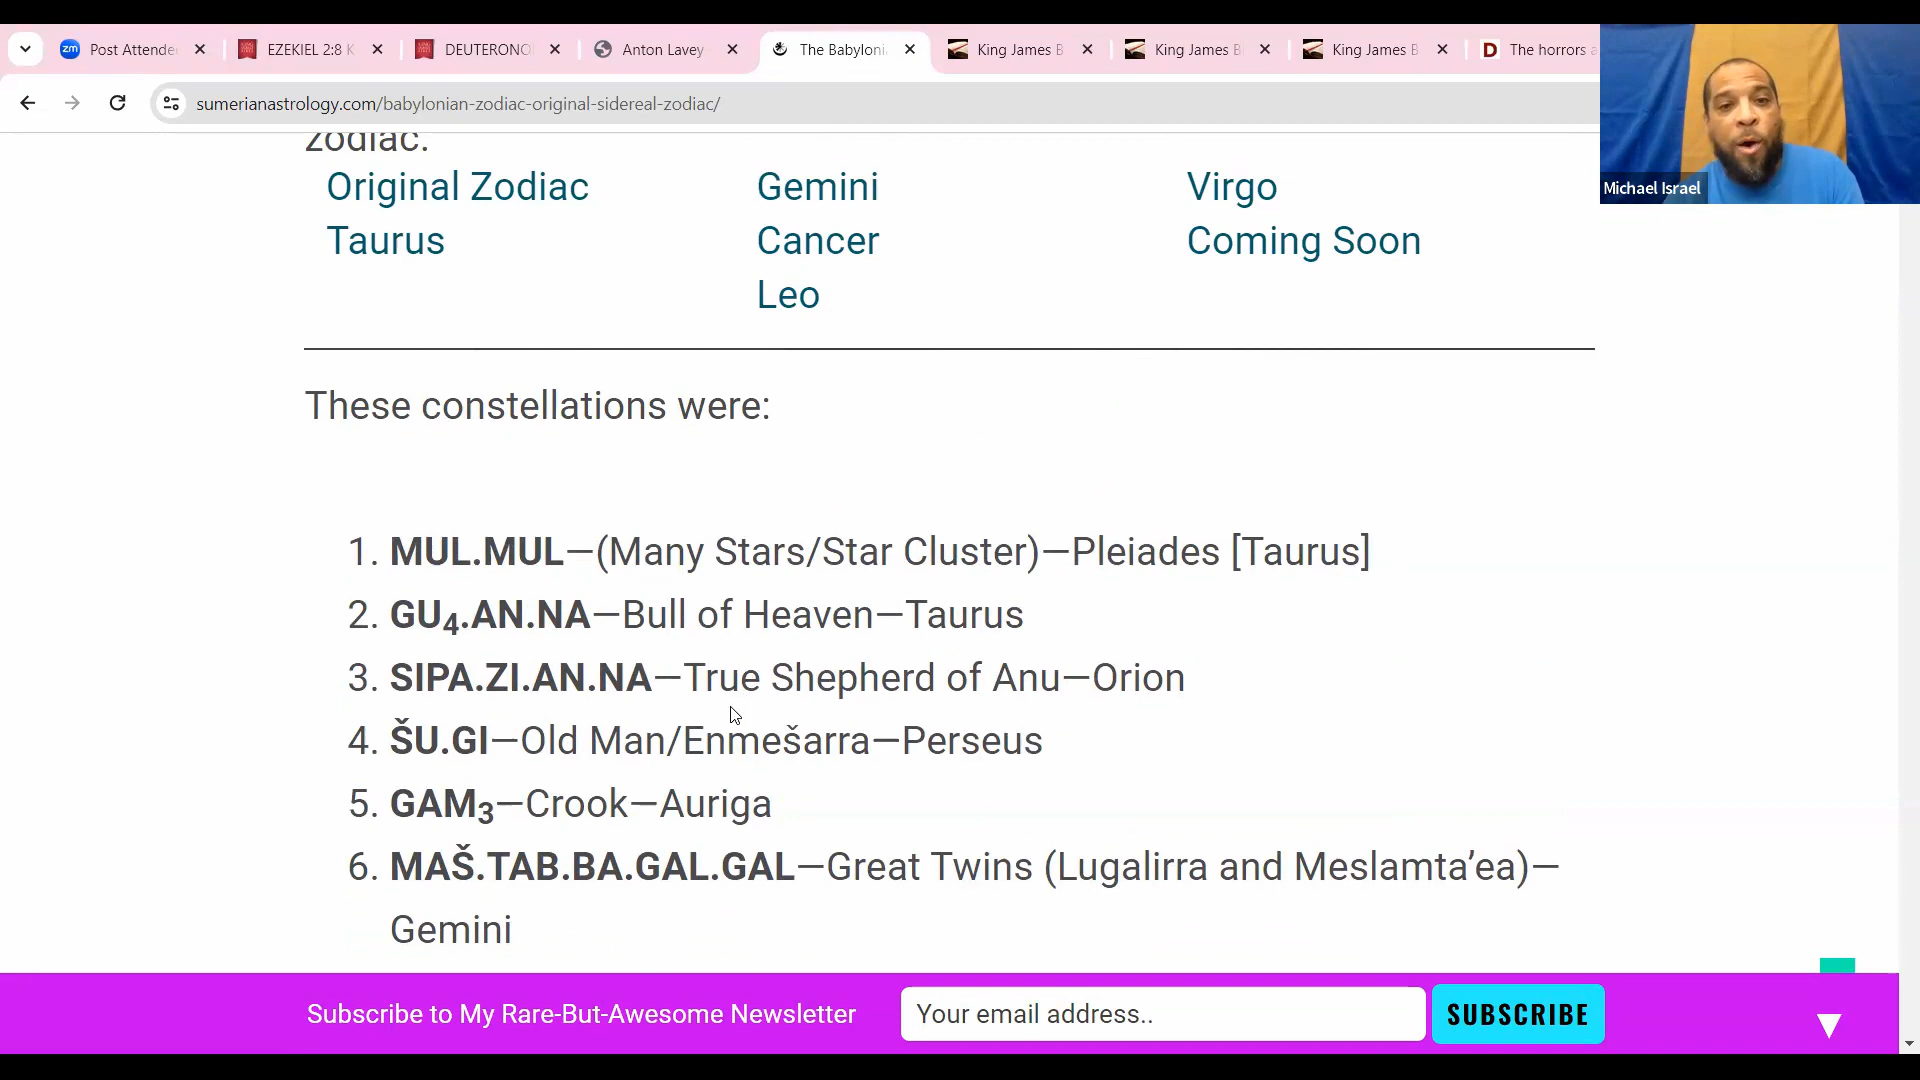 zm Post Attende
EZEKIEL 2:8 K
DEUTERONO
Anton Lavey
The Babyloni
King James B
King James B
King James B
D The horrors a
sumerianastrology.com/babylonian-zodiac-original-sidereal-zodiac/
Michael Israel
zodiac.
Original Zodiac Gemini Virgo
Taurus Cancer Coming Soon
Leo
These constellations were:
1. MUL.MUL—(Many Stars/Star Cluster)—Pleiades [Taurus]
2. GU₄.AN.NA—Bull of Heaven—Taurus
3. SIPA.ZI.AN.NA—True Shepherd of Anu—Orion
4. ŠU.GI—Old Man/Enmešarra—Perseus
5. GAM₃—Crook—Auriga
6. MAŠ.TAB.BA.GAL.GAL—Great Twins (Lugalirra and Meslamta’ea)—
Gemini
Subscribe to My Rare-But-Awesome Newsletter Your email address.. SUBSCRIBE